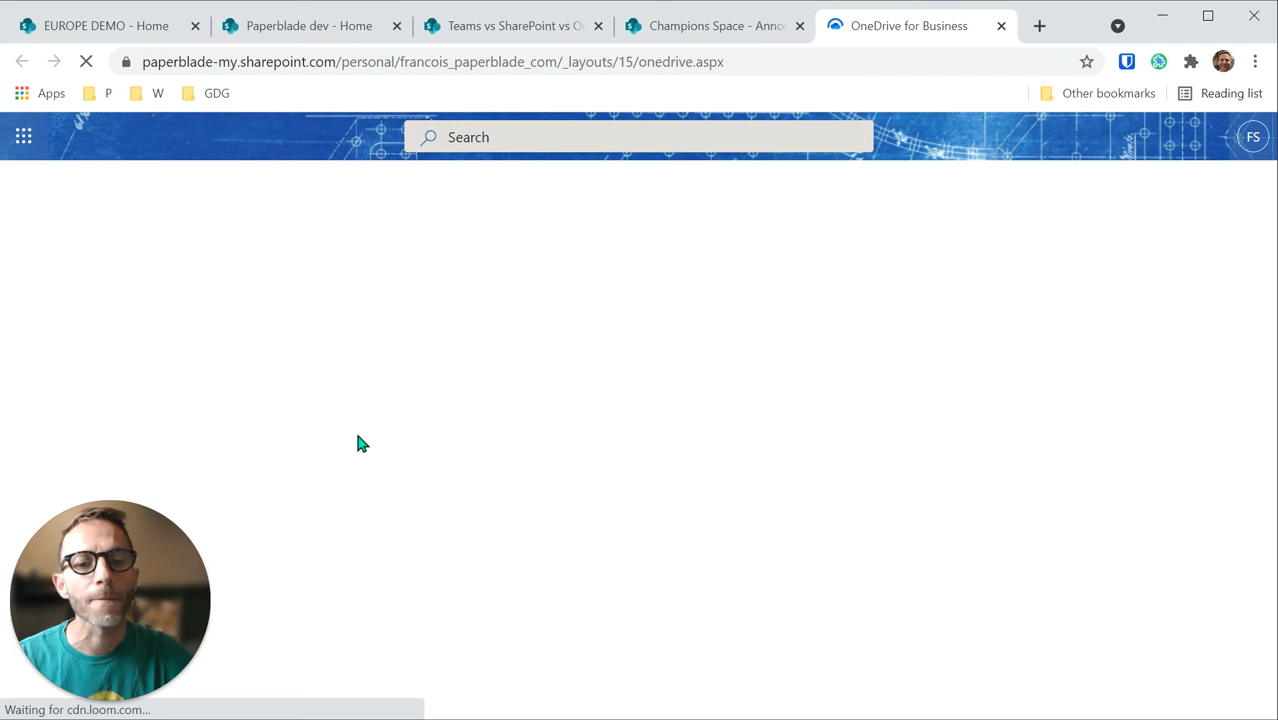 EUROPE DEMO - Home
Paperblade dev - Home
Teams vs SharePoint vs O
Champions Space - Anno
OneDrive for Business
paperblade-my.sharepoint.com/personal/franois_paperblade_com/_layouts/15/onedrive.aspx
Apps
P
W
GDG
Other bookmarks
Reading list
Search
FS
Waiting for cdn.loom.com...